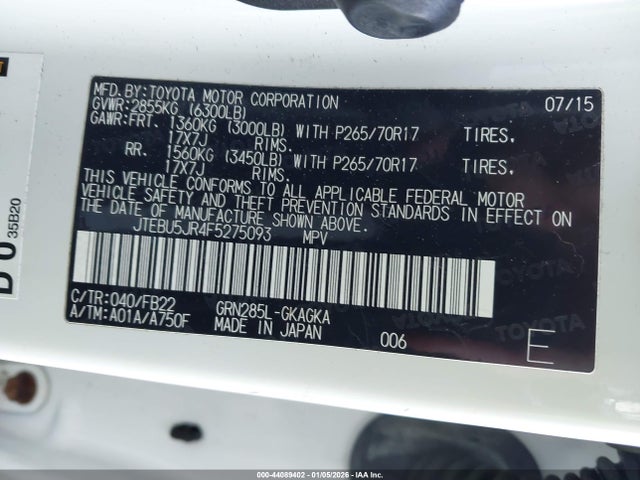 MFD.BY:TOYOTA MOTOR CORPORATION 07/15
GVWR:2855KG (6300LB)
GAWR:FRT. 1360KG (3000LB) WITH P265/70R17 TIRES,
17X7J RIMS.
RR. 1560KG (3450LB) WITH P265/70R17 TIRES,
17X7J RIMS.
THIS VEHICLE CONFORMS TO ALL APPLICABLE FEDERAL MOTOR
VEHICLE SAFETY AND THEFT PREVENTION STANDARDS IN EFFECT ON
THE DATE OF MANUFACTURE SHOWN ABOVE.
JTEBU5JR4F5275093 MPV
C/TR:040/FB22 GRN285L-GKAGKA
A/TM:A01A/A750F MADE IN JAPAN 006 E
35B20
TOYOTA
000-44089402 - 01/05/2026 - IAA Inc.